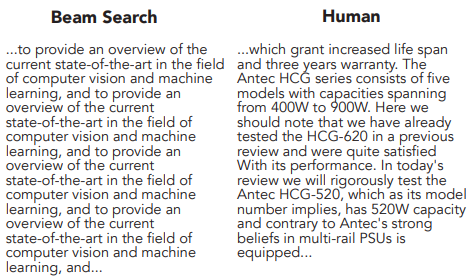 Beam Search
...to provide an overview of the
current state-of-the-art in the field
of computer vision and machine
learning, and to provide an
overview of the current
state-of-the-art in the field of
computer vision and machine
learning, and to provide an
overview of the current
state-of-the-art in the field of
computer vision and machine
learning, and to provide an
overview of the current
state-of-the-art in the field of
computer vision and machine
learning, and...
Human
...which grant increased life span
and three years warranty. The
Antec HCG series consists of five
models with capacities spanning
from 400W to 900W. Here we
should note that we have already
tested the HCG-620 in a previous
review and were quite satisfied
With its performance. In today's
review we will rigorously test the
Antec HCG-520, which as its model
number implies, has 520W capacity
and contrary to Antec's strong
beliefs in multi-rail PSUs is
equipped...